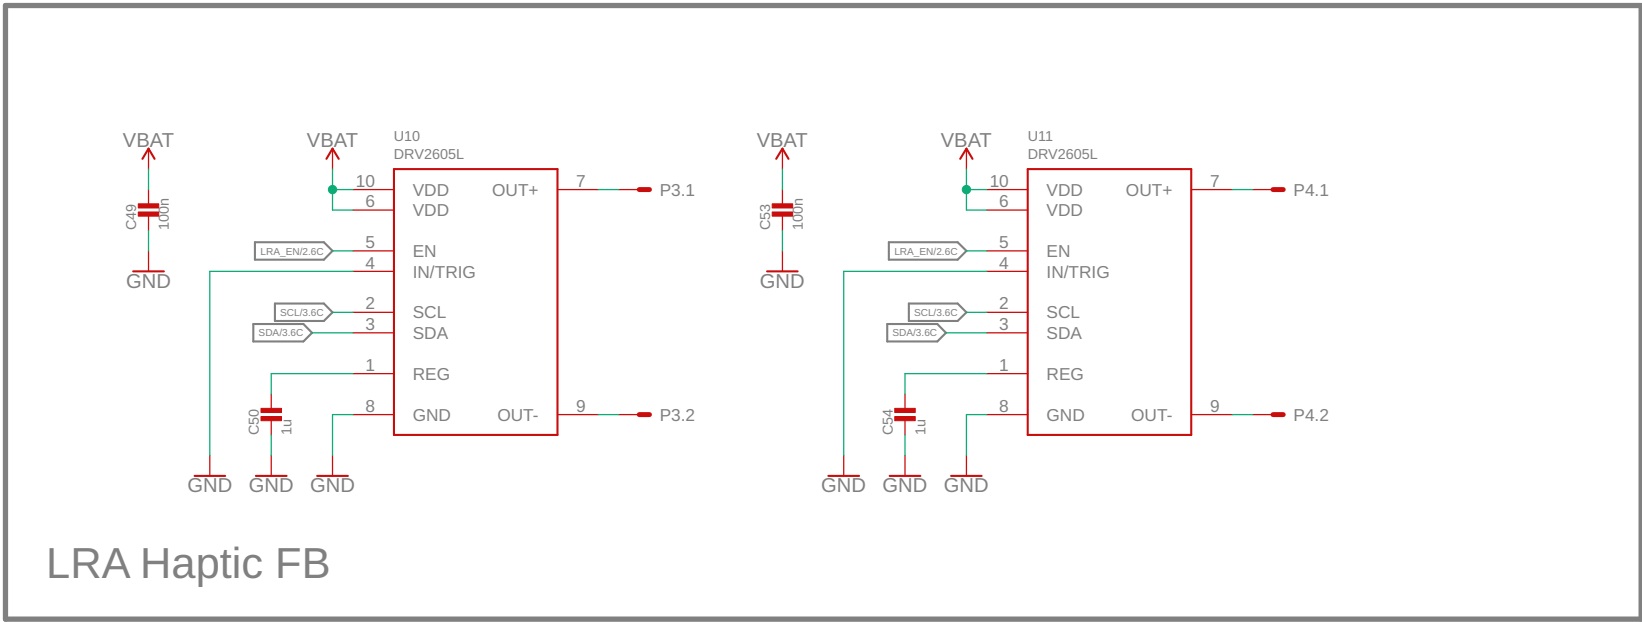 VBAT
C49
100n
GND
VBAT
U10
DRV2605L
10
VDD
OUT+
7
P3.1
6
VDD
LRA_EN/2.6C
5
EN
4
IN/TRIG
SCL/3.6C
2
SCL
SDA/3.6C
3
SDA
1
REG
C50
1u
8
GND
OUT-
9
P3.2
GND
GND
GND
VBAT
C53
100n
GND
VBAT
U11
DRV2605L
10
VDD
OUT+
7
P4.1
6
VDD
LRA_EN/2.6C
5
EN
4
IN/TRIG
SCL/3.6C
2
SCL
SDA/3.6C
3
SDA
1
REG
C54
1u
8
GND
OUT-
9
P4.2
GND
GND
GND
LRA Haptic FB